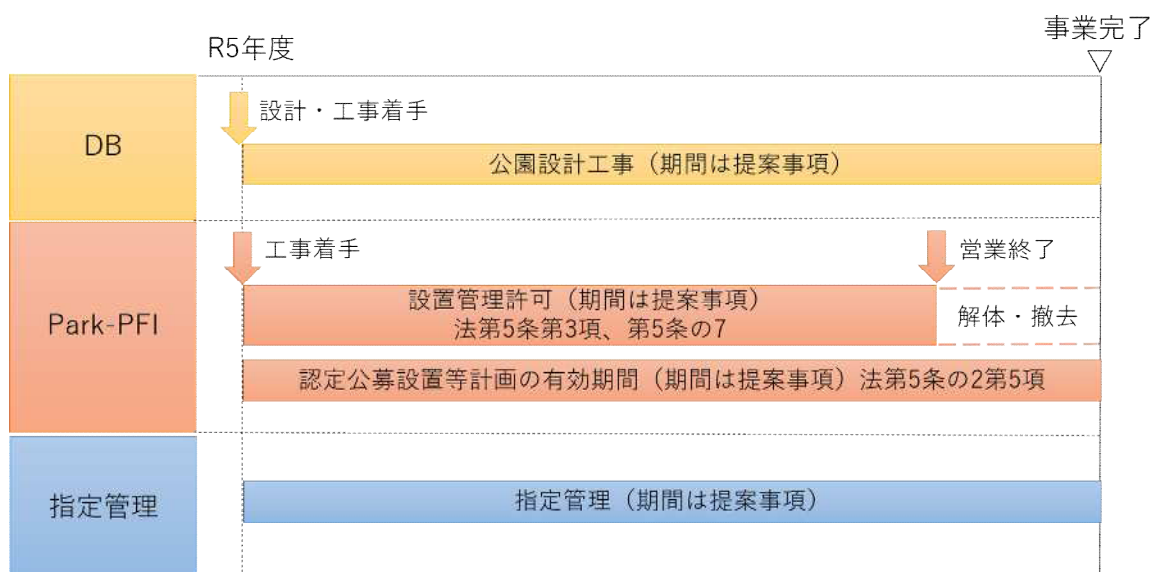 事業完了
R5年度
DB
設計・工事着手
公園設計工事（期間は提案事項）
Park-PFI
工事着手
営業終了
設置管理許可（期間は提案事項）
法第5条第3項、第5条の7
解体・撤去
認定公募設置等計画の有効期間（期間は提案事項）法第5条の2第5項
指定管理
指定管理（期間は提案事項）